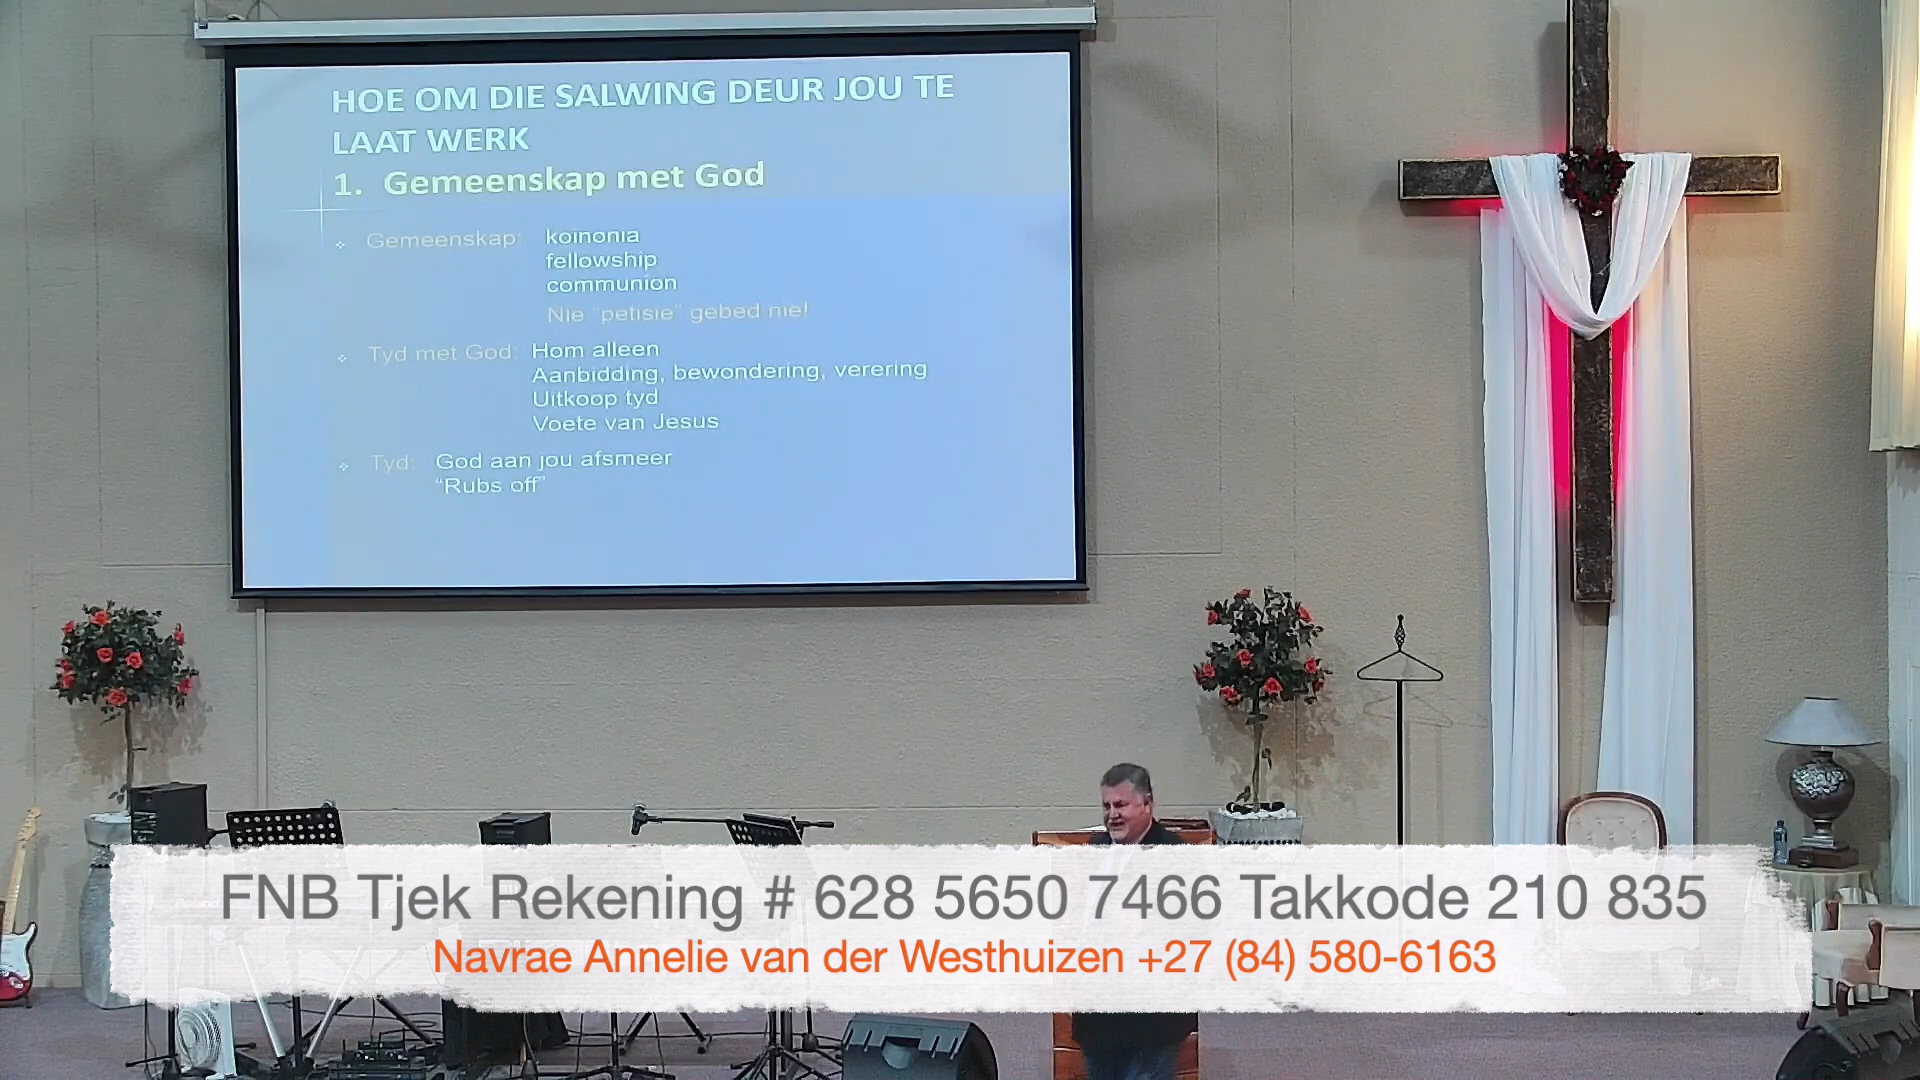 HOE OM DIE SALWING DEUR JOU TE
LAAT WERK
1. Gemeenskap met God
Gemeenskap: koinonia
fellowship
communion
Nie "petisie" gebed nie!
Tyd met God: Hom alleen
Aanbidding, bewondering, verering
Uitkoop tyd
Voete van Jesus
Tyd: God aan jou afsmeer
"Rubs off"
FNB Tjek Rekening # 628 5650 7466 Takkode 210 835
Navrae Annelie van der Westhuizen +27 (84) 580-6163
Roland